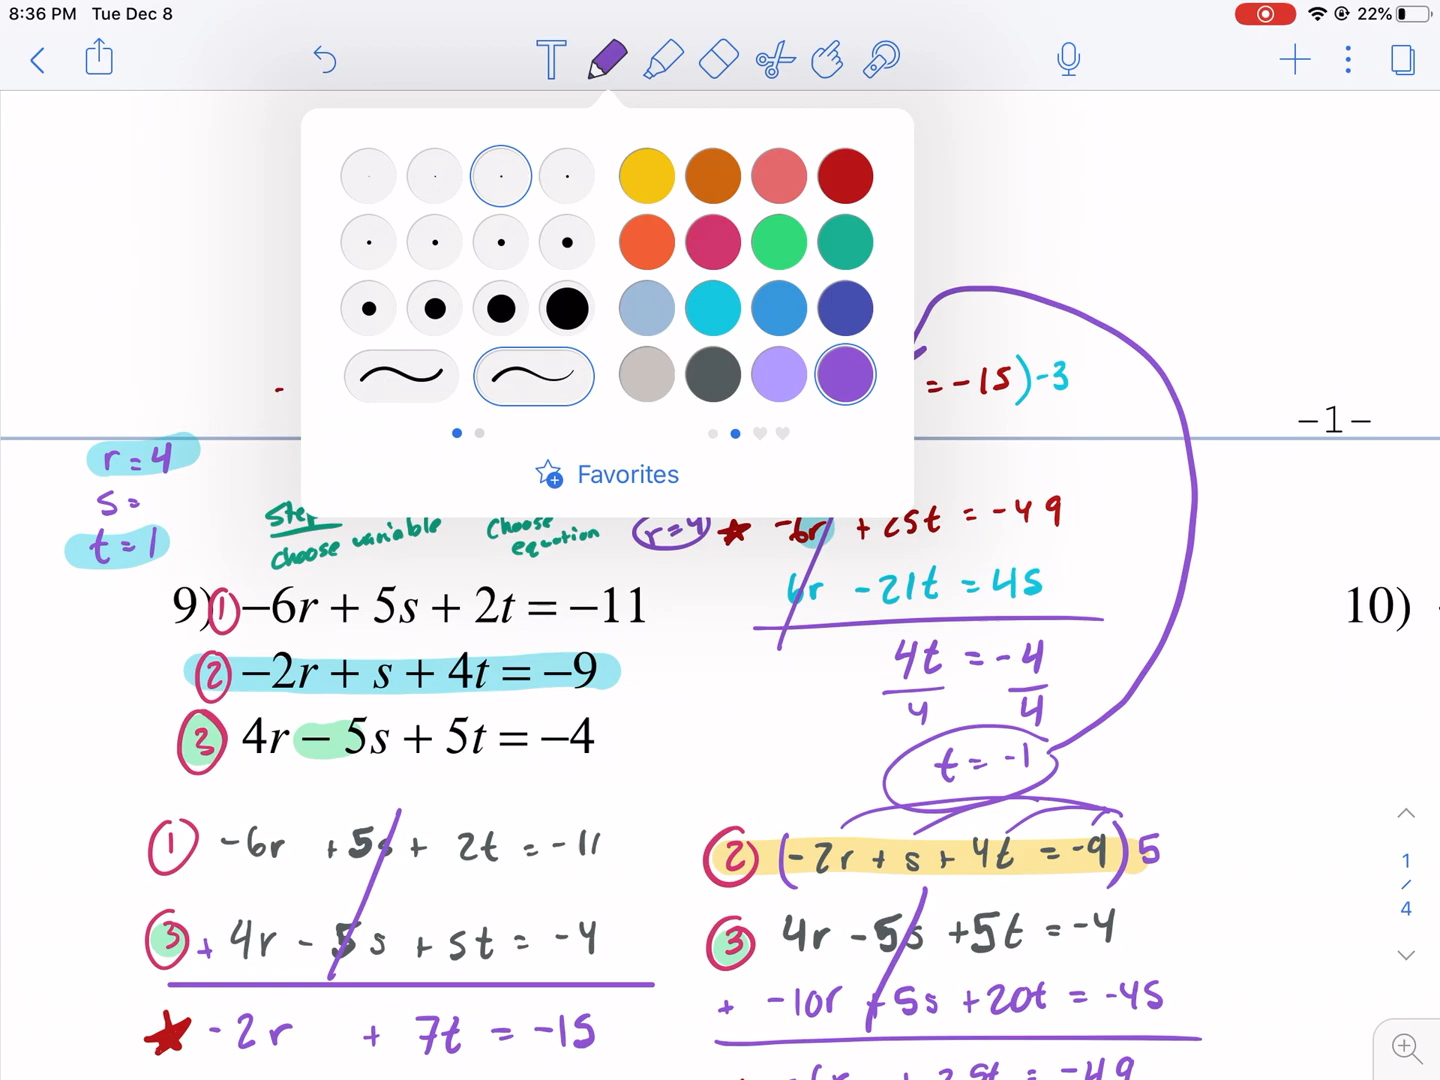 8:36 PM Tue Dec 8 22%
T
Favorites
= -15) -3
-1-
r = 4
s =
t = 1
Step
choose variable
Choose equation
r=4 ★ -6r + 25t = -49
6r - 21t = 45
4t = -4
4 4
t = -1
9) ① −6r + 5s + 2t = −11
② −2r + s + 4t = −9
③ 4r − 5s + 5t = −4
10)
① -6r + 5s + 2t = -11
③ + 4r - 5s + 5t = -4
★ -2r + 7t = -15
② (-2r + s + 4t = -9) 5
③ 4r - 5s + 5t = -4
+ -10r + 5s + 20t = -45
-6r + 25t = -49
1
/
4